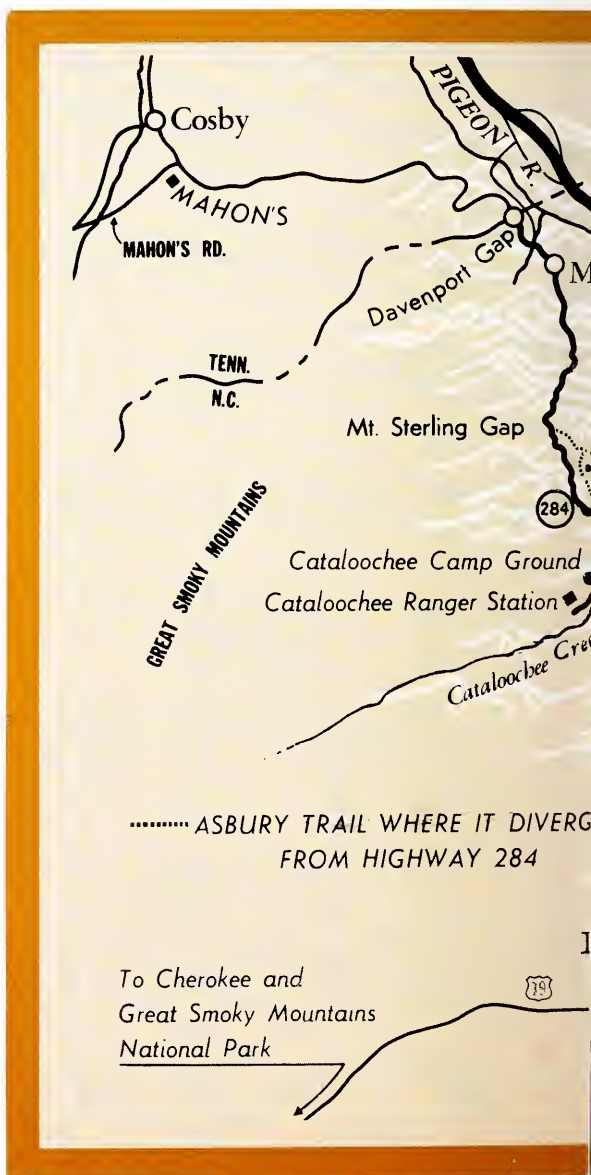 Cosby
PIGEON R.
MAHON'S
MAHON'S RD.
Davenport Gap
M
TENN.
N.C.
Mt. Sterling Gap
284
GREAT SMOKY MOUNTAINS
Cataloochee Camp Ground
Cataloochee Ranger Station
Cataloochee Cree
ASBURY TRAIL WHERE IT DIVERG
FROM HIGHWAY 284
19
To Cherokee and
Great Smoky Mountains
National Park